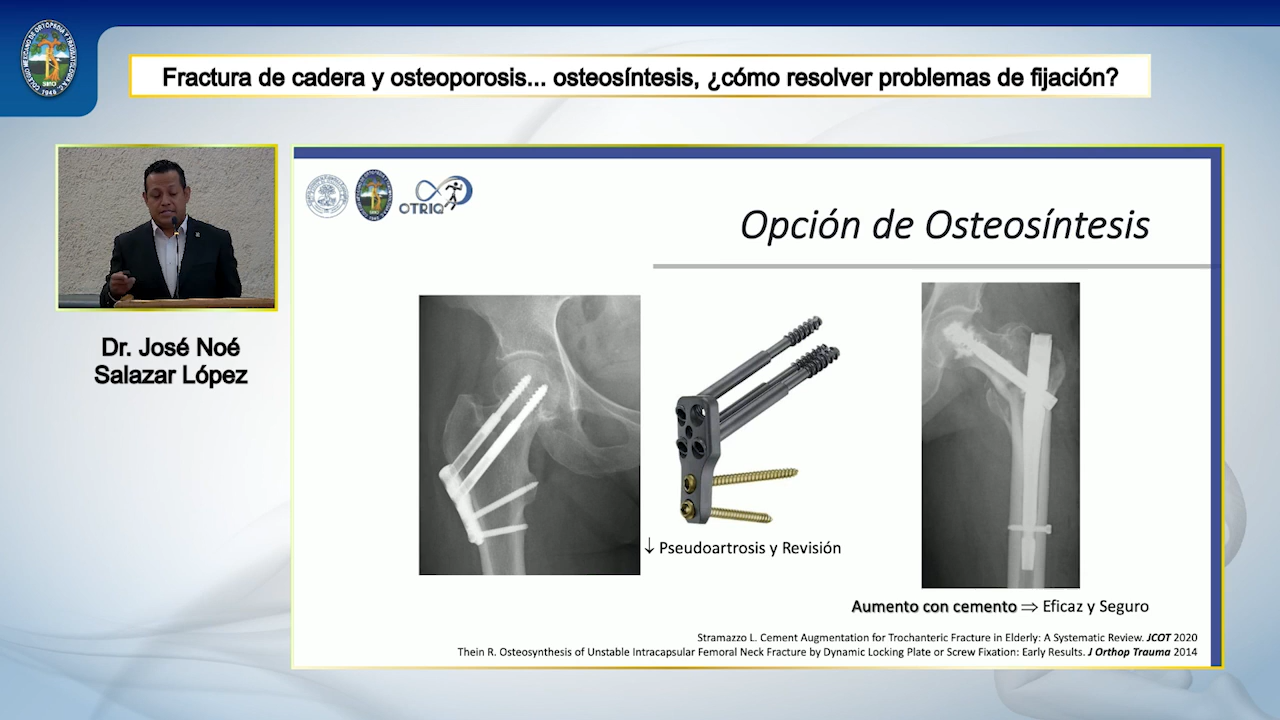 Fractura de cadera y osteoporosis... osteosíntesis, ¿cómo resolver problemas de fijación?
Dr. José Noé
Salazar López
OTRIQ
Opción de Osteosíntesis
↓ Pseudoartrosis y Revisión
Aumento con cemento ⇒ Eficaz y Seguro
Stramazzo L. Cement Augmentation for Trochanteric Fracture in Elderly: A Systematic Review. JCOT 2020
Thein R. Osteosynthesis of Unstable Intracapsular Femoral Neck Fracture by Dynamic Locking Plate or Screw Fixation: Early Results. J Orthop Trauma 2014